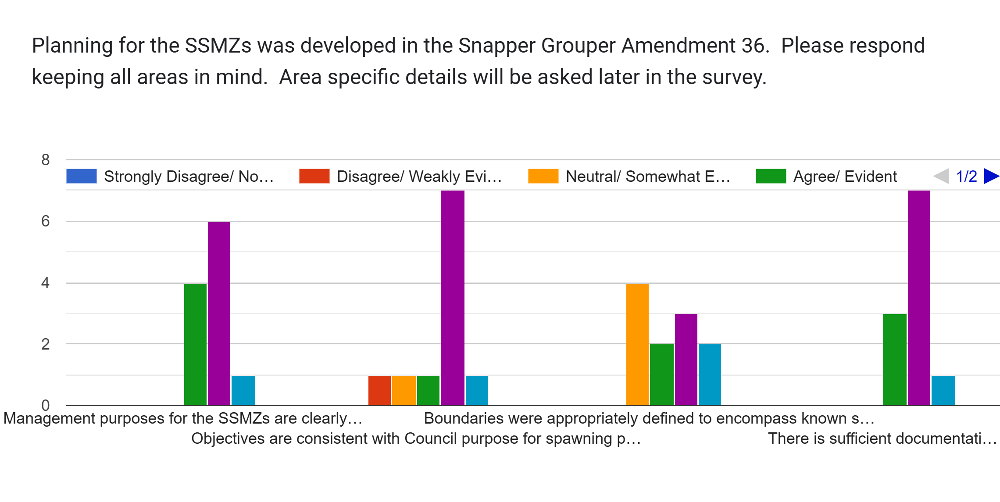 Planning for the SSMZs was developed in the Snapper Grouper Amendment 36.  Please respond
keeping all areas in mind.  Area specific details will be asked later in the survey.
8
Strongly Disagree/ No…
Disagree/ Weakly Evi…
Neutral/ Somewhat E…
Agree/ Evident
1/2
6
4
2
0
Management purposes for the SSMZs are clearly…
Boundaries were appropriately defined to encompass known s…
Objectives are consistent with Council purpose for spawning p…
There is sufficient documentati…